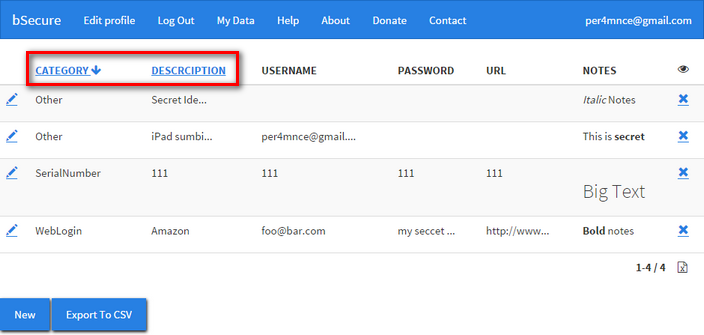 bSecure Edit profile Log Out My Data Help About Donate Contact per4mnce@gmail.com
CATEGORY DESCRCIPTION USERNAME PASSWORD URL NOTES
Other Secret Ide... Italic Notes
Other iPad sumbi... per4mnce@gmail.... This is secret
SerialNumber 111 111 111 111
Big Text
WebLogin Amazon foo@bar.com my seccet ... http://www... Bold notes
1-4 / 4
New Export To CSV